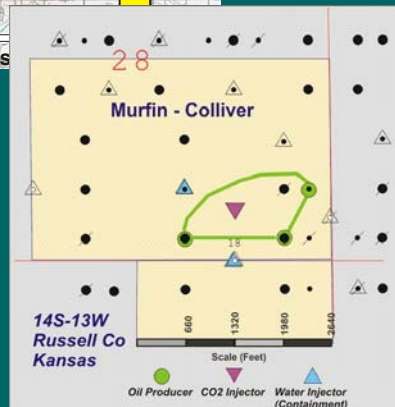 s
28
Murfin - Colliver
18
14S-13W
Russell Co
Kansas
660
1320
1980
2640
Scale (Feet)
Oil Producer
CO2 Injector
Water Injector
(Containment)